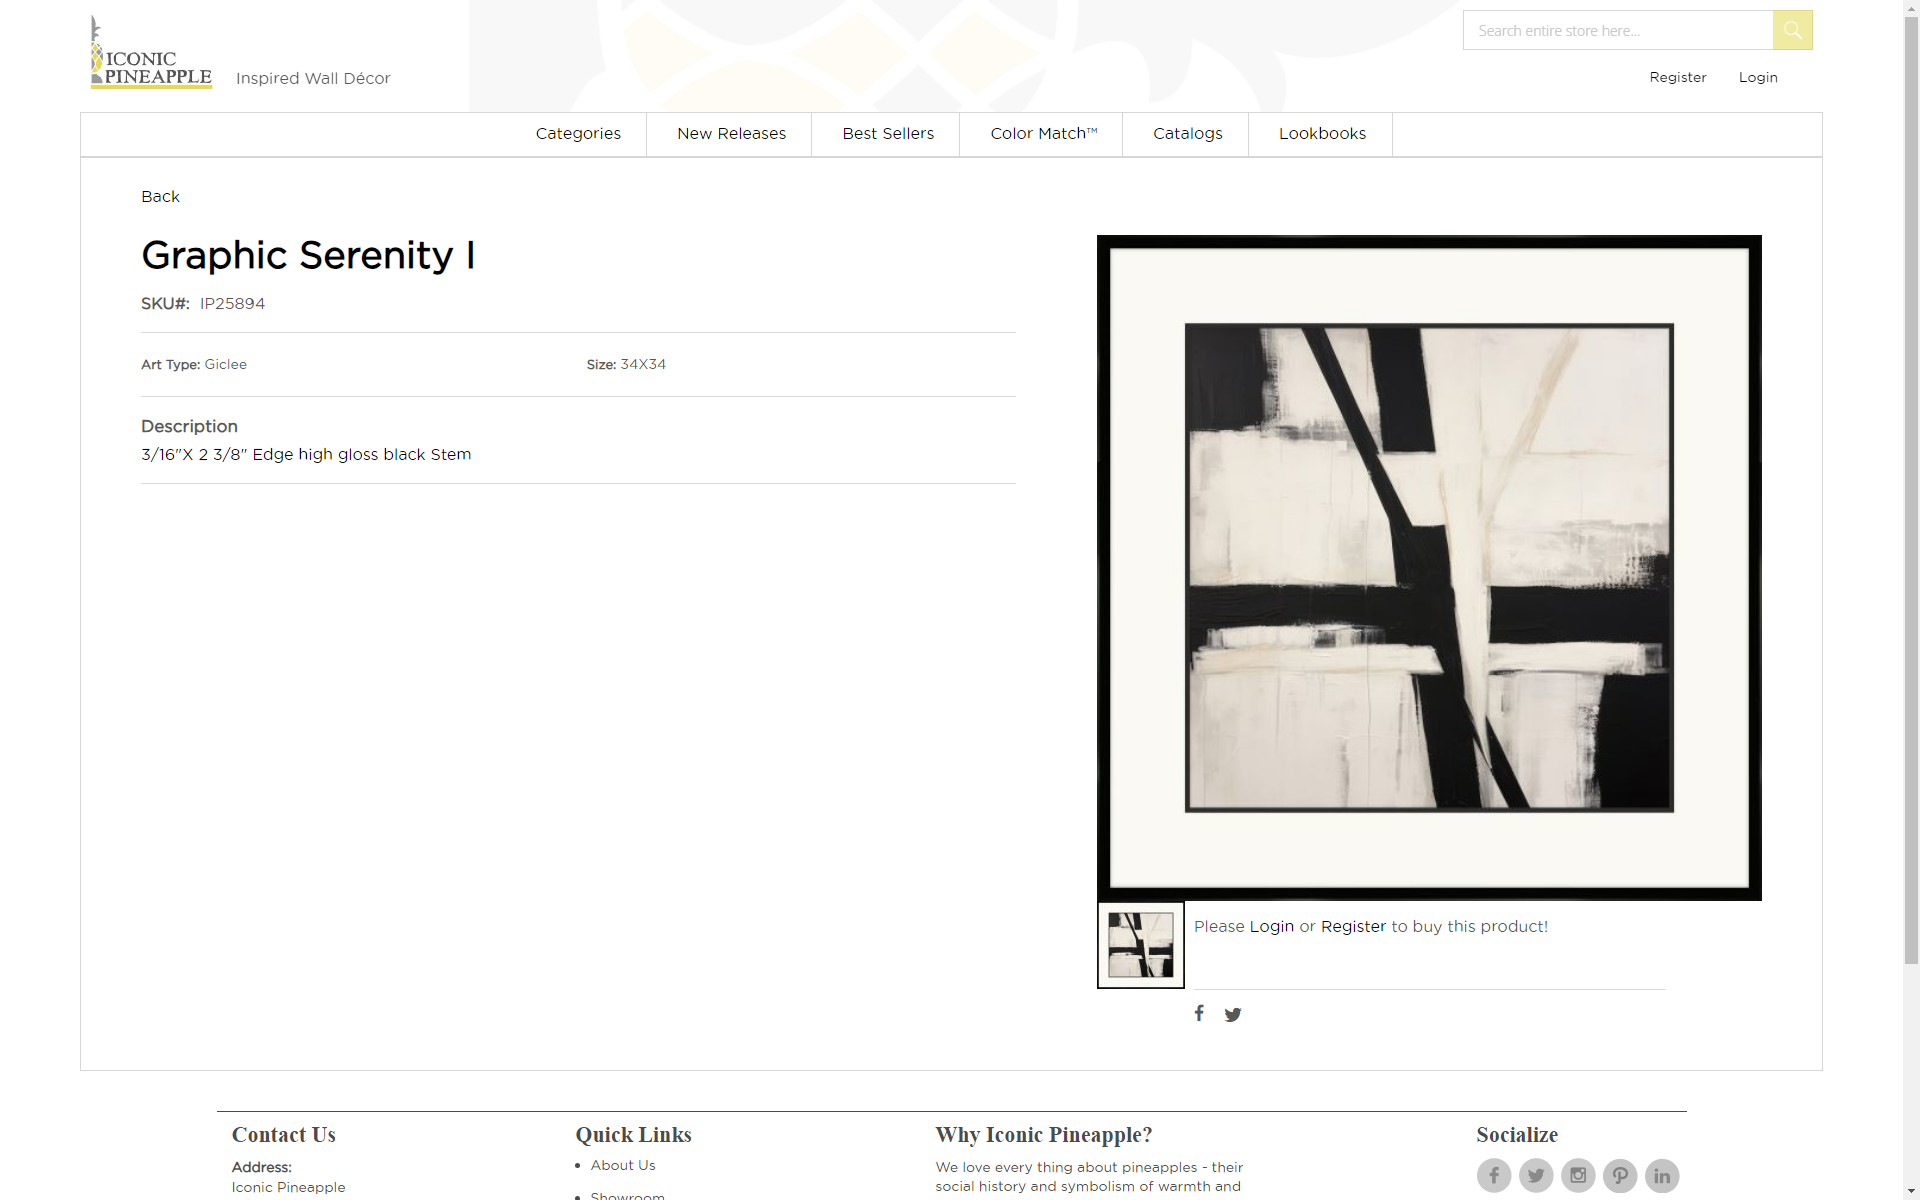 ICONIC
PINEAPPLE
Inspired Wall Décor
Search entire store here...
Register
Login
Categories
New Releases
Best Sellers
Color Match™
Catalogs
Lookbooks
Back
Graphic Serenity I
SKU#: IP25894
Art Type: Giclee
Size: 34X34
Description
3/16"X 2 3/8" Edge high gloss black Stem
Please Login or Register to buy this product!
Contact Us
Address:
Iconic Pineapple
Quick Links
About Us
Showroom
Why Iconic Pineapple?
We love every thing about pineapples - their
social history and symbolism of warmth and
Socialize